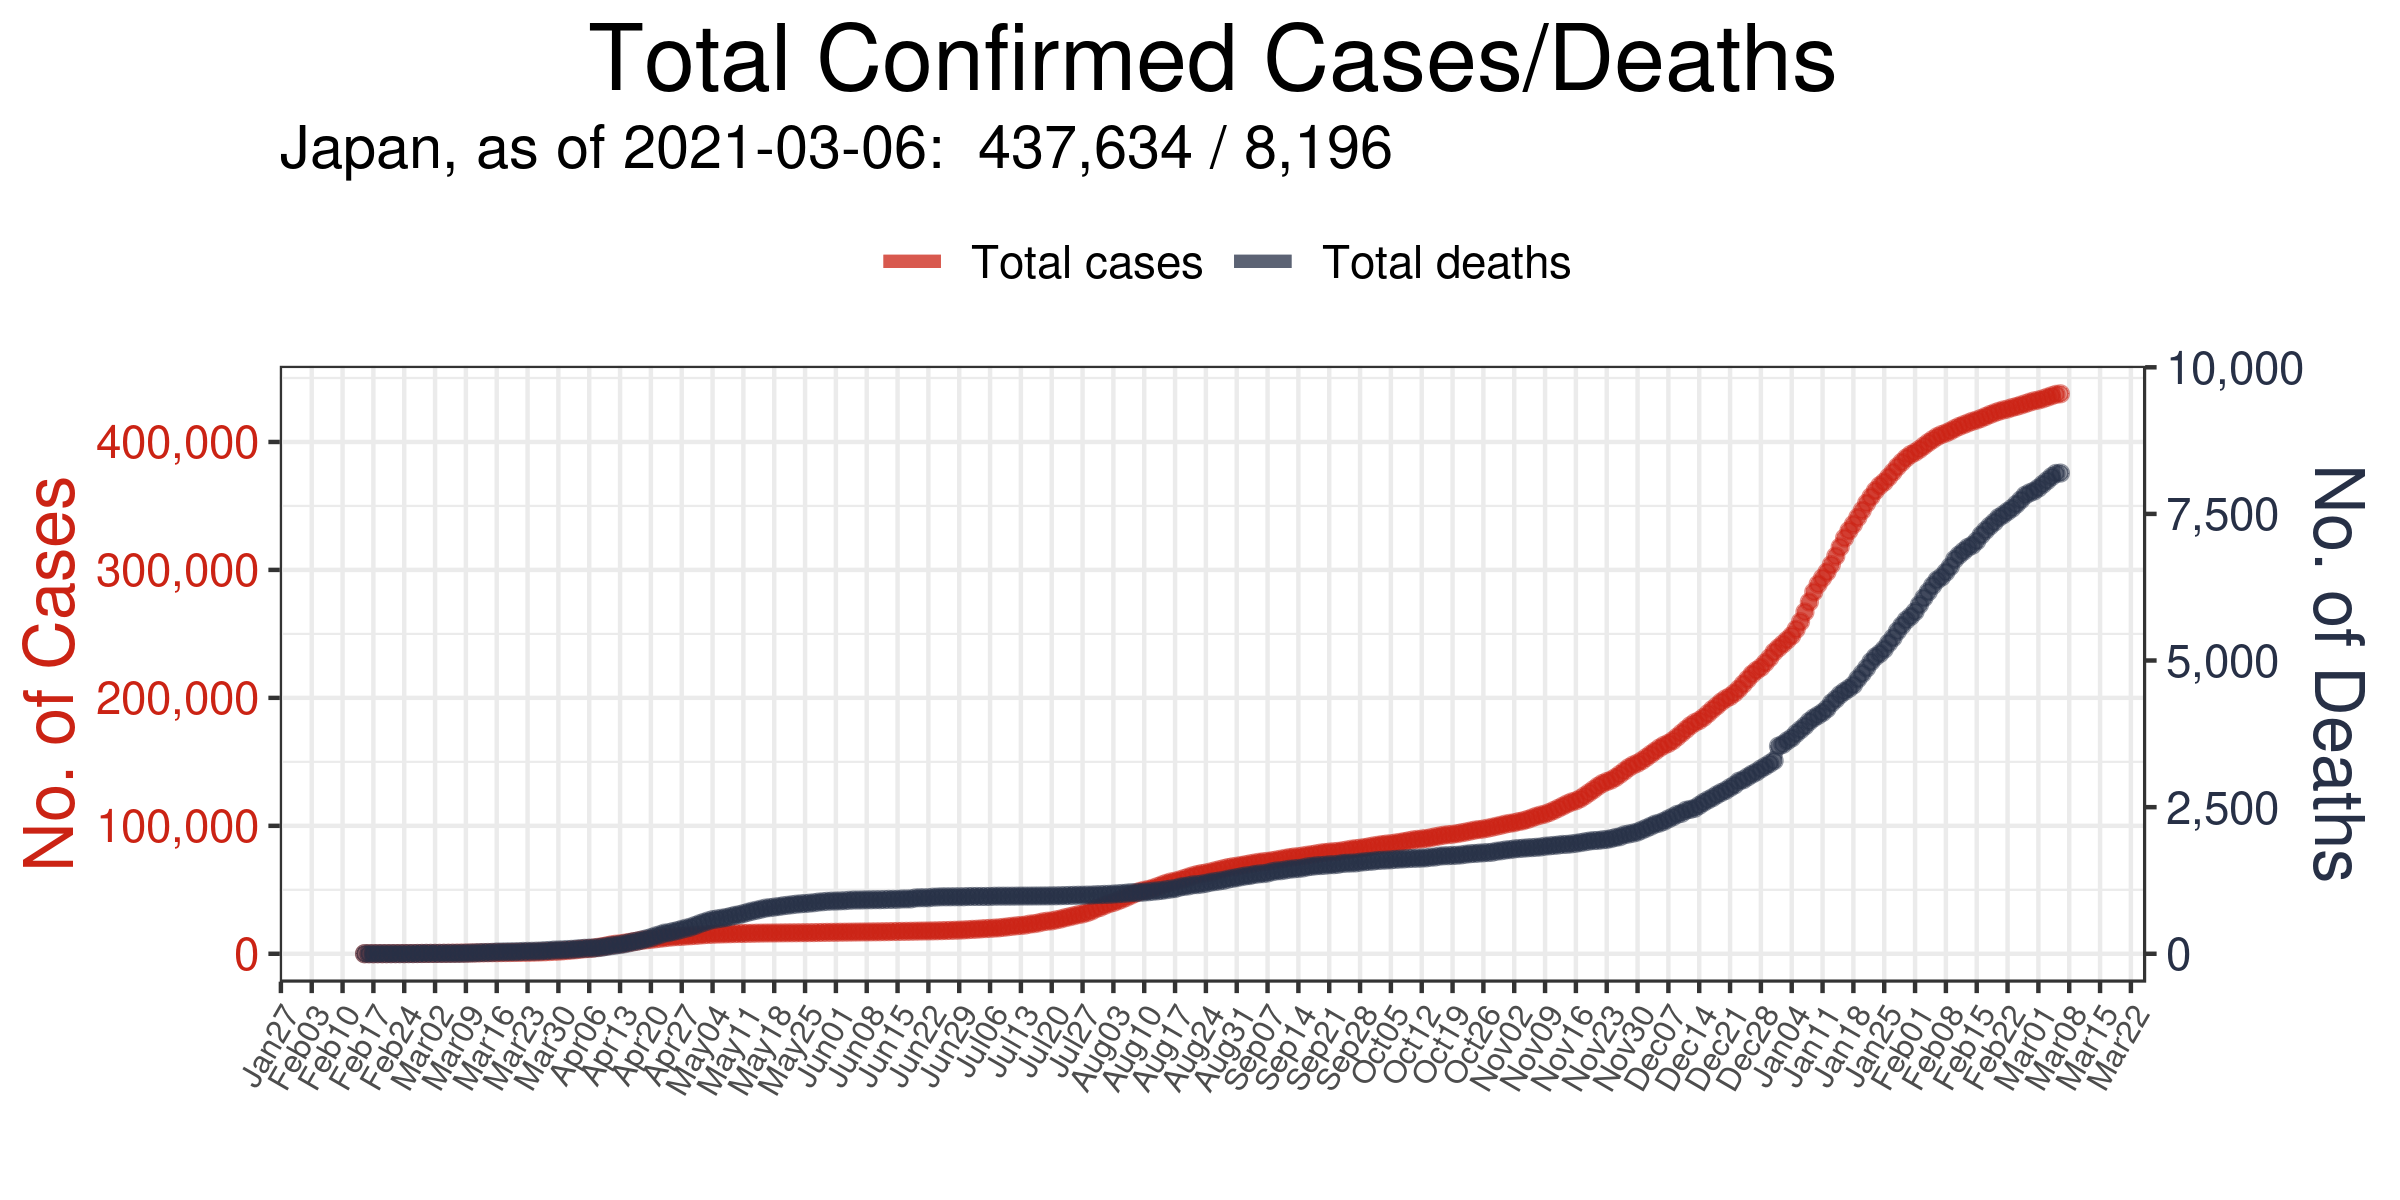 Total Confirmed Cases/Deaths
Japan, as of 2021-03-06:  437,634 / 8,196
Total cases
Total deaths
No. of Cases
400,000
300,000
200,000
100,000
0
10,000
7,500
5,000
2,500
0
No. of Deaths
Jan27
Feb03
Feb10
Feb17
Feb24
Mar02
Mar09
Mar16
Mar23
Mar30
Apr06
Apr13
Apr20
Apr27
May04
May11
May18
May25
Jun01
Jun08
Jun15
Jun22
Jun29
Jul06
Jul13
Jul20
Jul27
Aug03
Aug10
Aug17
Aug24
Aug31
Sep07
Sep14
Sep21
Sep28
Oct05
Oct12
Oct19
Oct26
Nov02
Nov09
Nov16
Nov23
Nov30
Dec07
Dec14
Dec21
Dec28
Jan04
Jan11
Jan18
Jan25
Feb01
Feb08
Feb15
Feb22
Mar01
Mar08
Mar15
Mar22